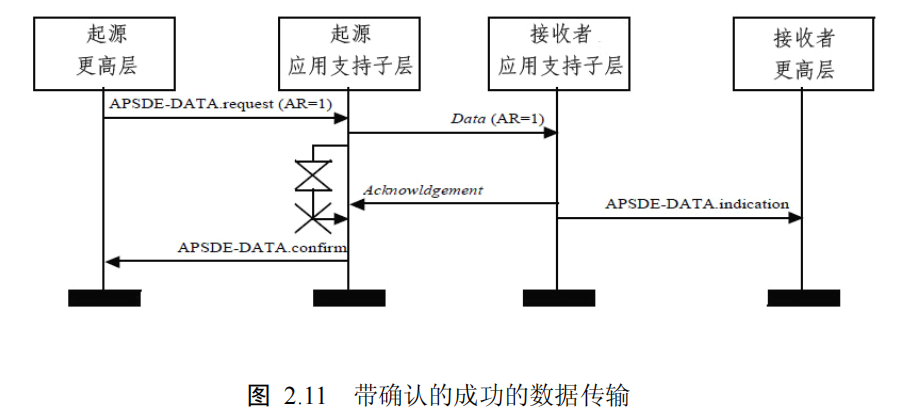 起源
更高层
起源
应用支持子层
接收者
应用支持子层
接收者
更高层
APSDE-DATA.request (AR=1)
Data (AR=1)
Acknowldgement
APSDE-DATA.indication
APSDE-DATA.confirm
图 2.11 带确认的成功的数据传输